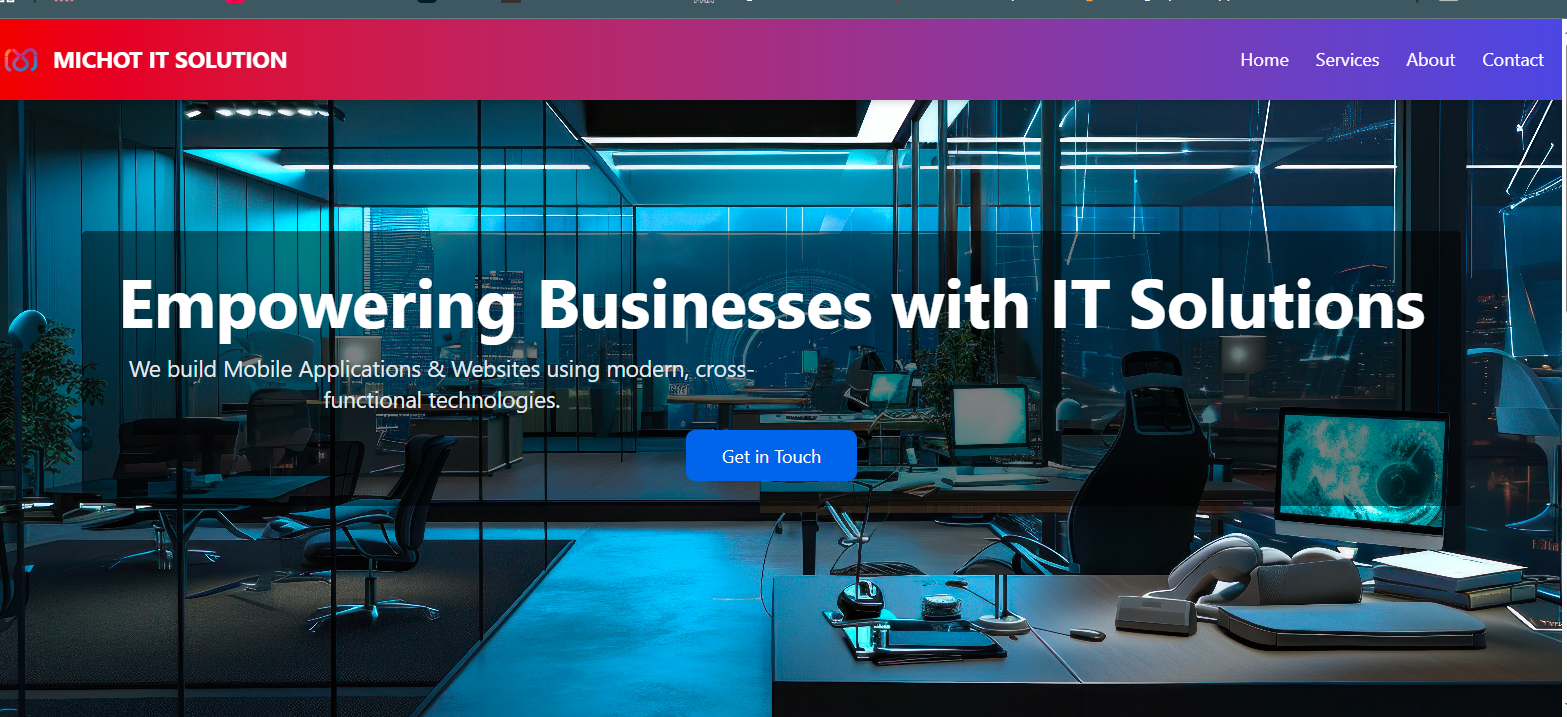 MICHOT IT SOLUTION
Home Services About Contact
Empowering Businesses with IT Solutions
We build Mobile Applications & Websites using modern, cross-
functional technologies.
Get in Touch